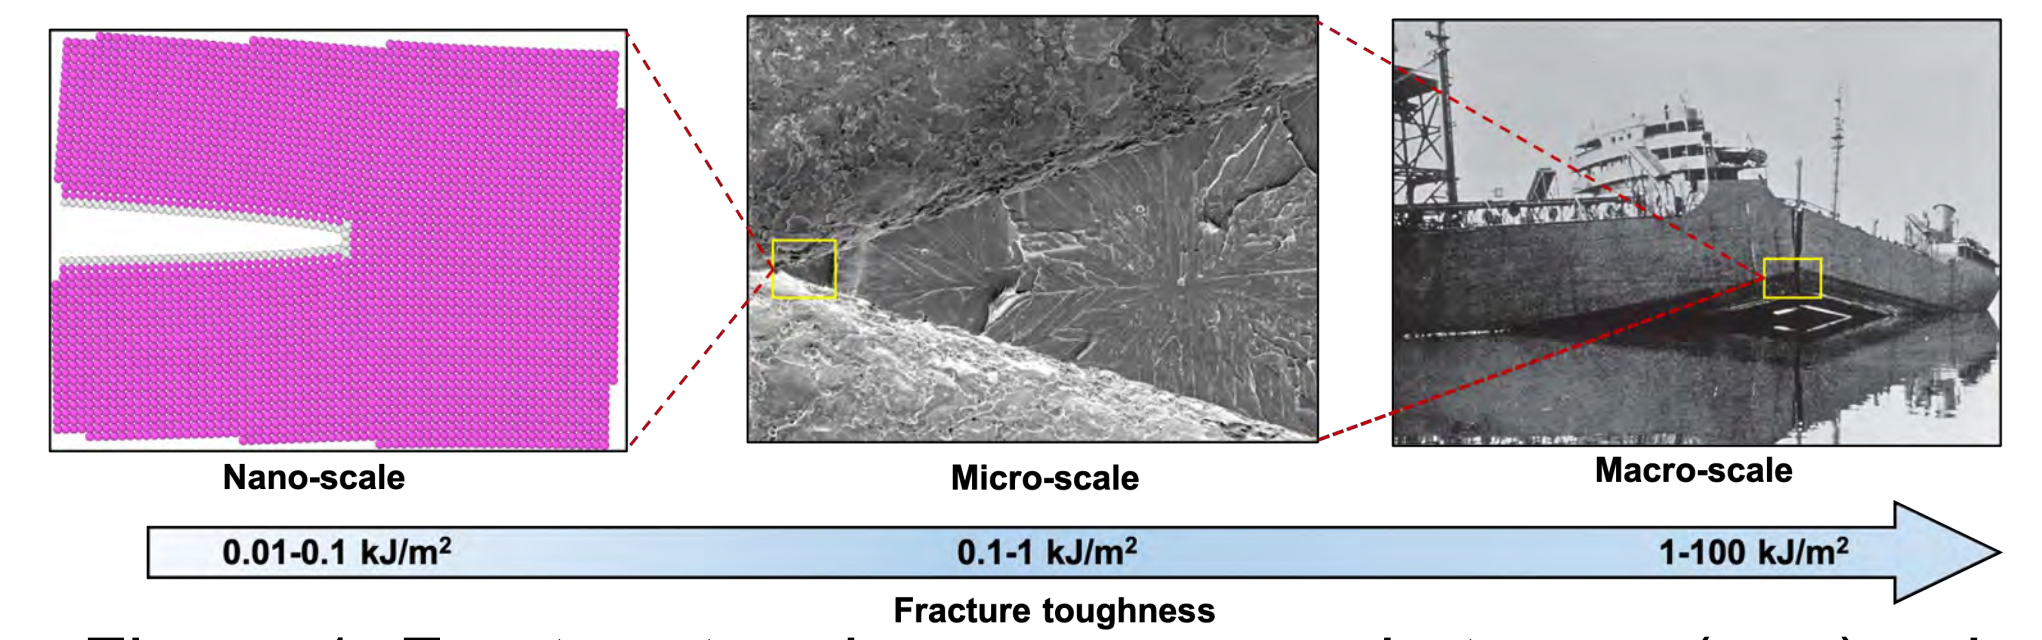 Nano-scale
Micro-scale
Macro-scale
0.01-0.1 kJ/m²
0.1-1 kJ/m²
1-100 kJ/m²
Fracture toughness